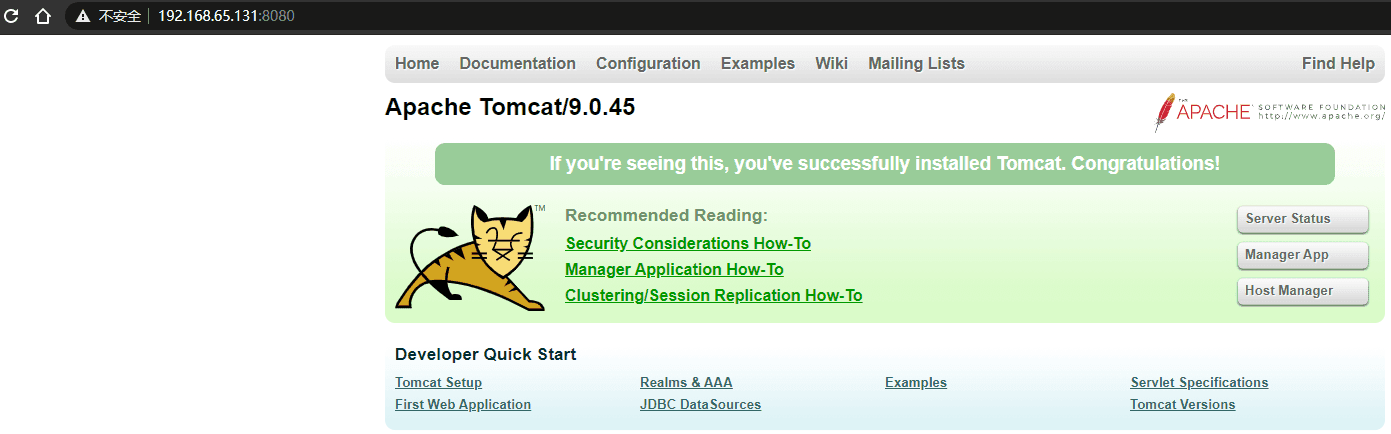 不安全 192.168.65.131:8080
Home Documentation Configuration Examples Wiki Mailing Lists Find Help
Apache Tomcat/9.0.45
THE APACHE SOFTWARE FOUNDATION
http://www.apache.org/
If you're seeing this, you've successfully installed Tomcat. Congratulations!
TM
Recommended Reading:
Security Considerations How-To
Manager Application How-To
Clustering/Session Replication How-To
Server Status
Manager App
Host Manager
Developer Quick Start
Tomcat Setup Realms & AAA Examples Servlet Specifications
First Web Application JDBC DataSources Tomcat Versions